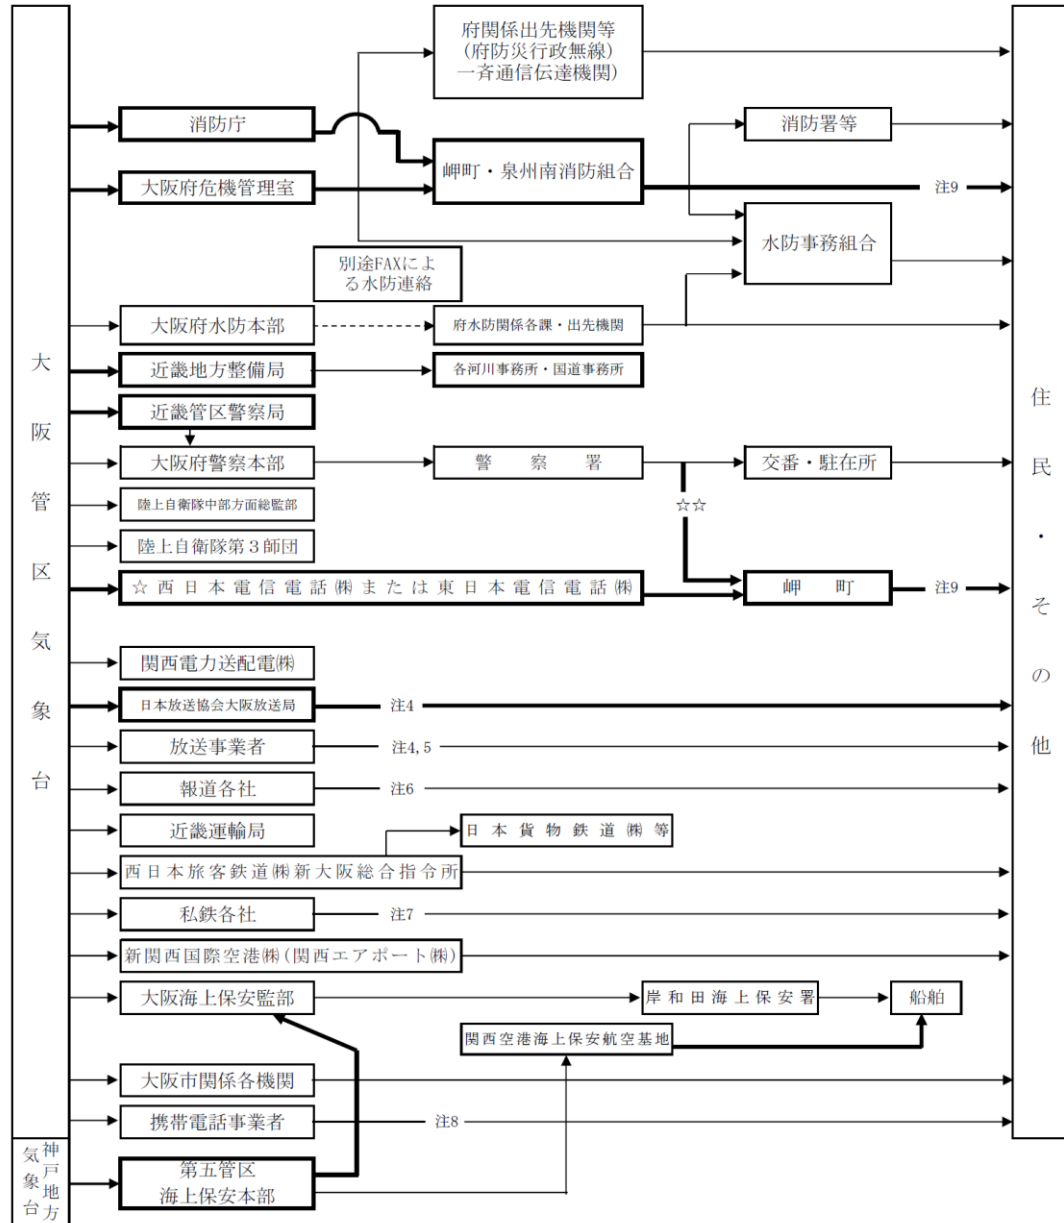 府関係出先機関等
(府防災行政無線)
一斉通信伝達機関)
消防庁
消防署等
岬町・泉州南消防組合
大阪府危機管理室
注9
水防事務組合
別途FAXによ
る水防連絡
大阪府水防本部
府水防関係各課・出先機関
近畿地方整備局
各河川事務所・国道事務所
近畿管区警察局
大阪府警察本部
警察署
交番・駐在所
☆☆
陸上自衛隊中部方面総監部
陸上自衛隊第3師団
☆西日本電信電話㈱または東日本電信電話㈱
岬町
注9
関西電力送配電㈱
日本放送協会大阪放送局
注4
放送事業者
注4,5
報道各社
注6
近畿運輸局
日本貨物鉄道㈱等
西日本旅客鉄道㈱新大阪総合指令所
私鉄各社
注7
新関西国際空港㈱(関西エアポート㈱)
大阪海上保安監部
岸和田海上保安署
船舶
関西空港海上保安航空基地
大阪市関係各機関
携帯電話事業者
注8
第五管区
海上保安本部
大阪管区気象台
神戸地方
気象台
住民・その他